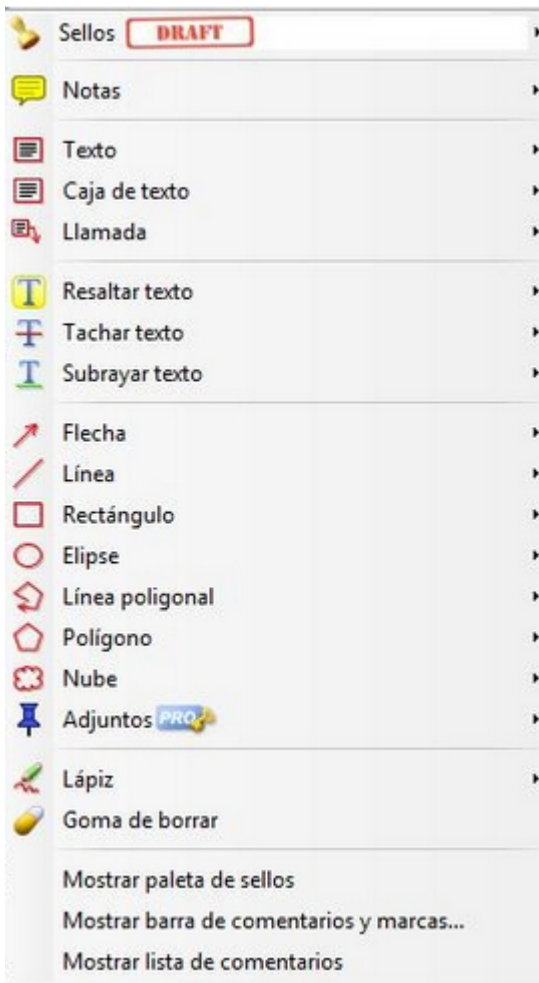 Sellos DRAFT
Notas
Texto
Caja de texto
Llamada
Resaltar texto
Tachar texto
Subrayar texto
Flecha
Línea
Rectángulo
Elipse
Línea poligonal
Polígono
Nube
Adjuntos PRO
Lápiz
Goma de borrar
Mostrar paleta de sellos
Mostrar barra de comentarios y marcas...
Mostrar lista de comentarios